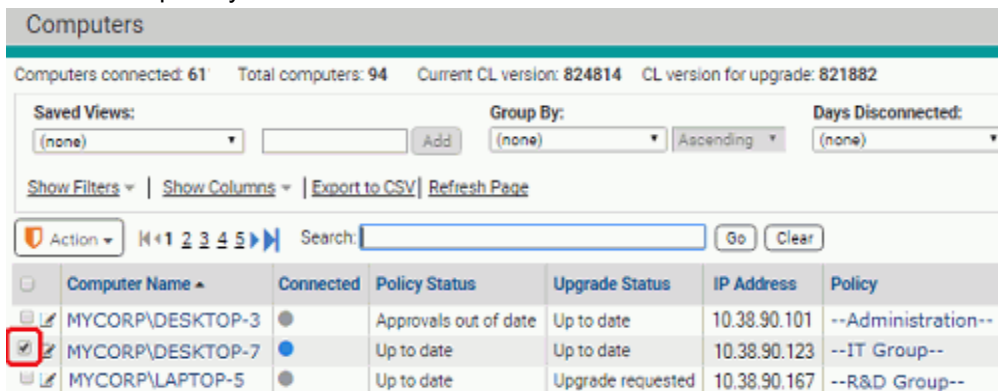 Computers
Computers connected: 61 Total computers: 94 Current CL version: 824814 CL version for upgrade: 821882
Saved Views: Group By: Days Disconnected:
(none) Add (none) Ascending (none)
Show Filters | Show Columns | Export to CSV | Refresh Page
Action 1 2 3 4 5 Search: Go Clear
Computer Name Connected Policy Status Upgrade Status IP Address Policy
MYCORP\DESKTOP-3 Approvals out of date Up to date 10.38.90.101 --Administration--
MYCORP\DESKTOP-7 Up to date Up to date 10.38.90.123 --IT Group--
MYCORP\LAPTOP-5 Up to date Upgrade requested 10.38.90.167 --R&D Group--